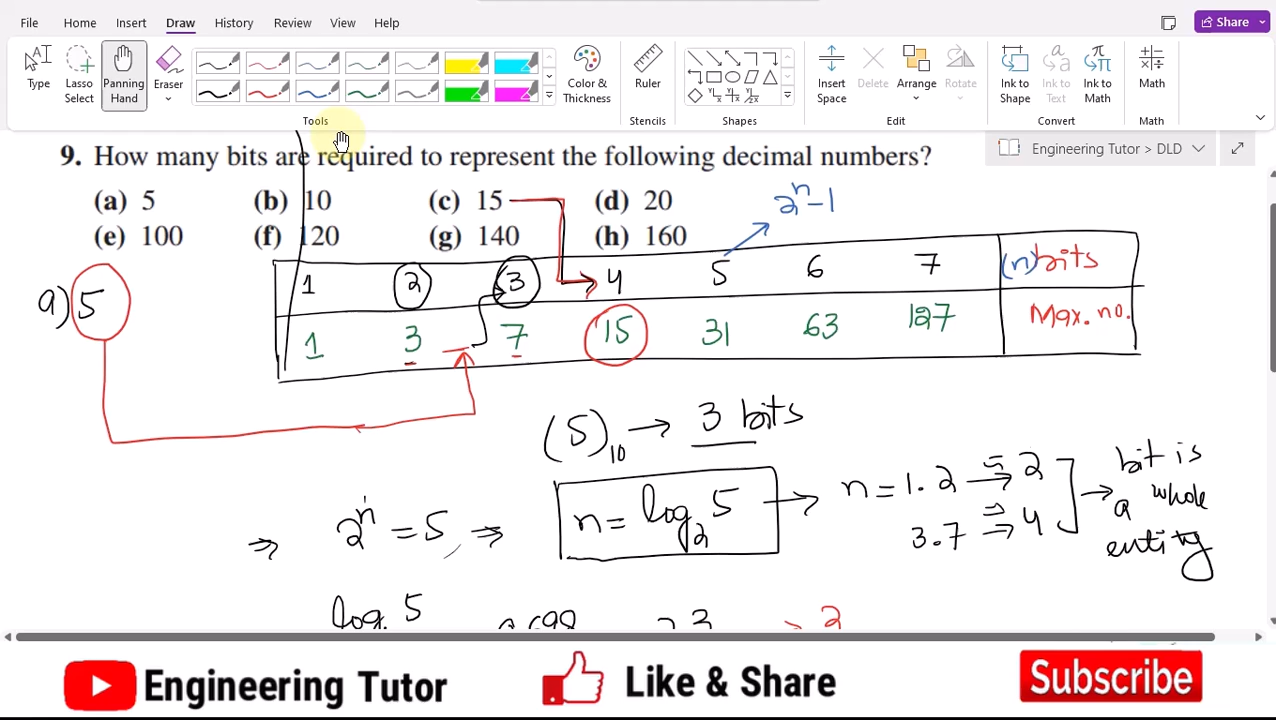 File Home Insert Draw History Review View Help Share
Type Lasso Select Panning Hand Eraser Color & Thickness Ruler Insert Space Delete Arrange Rotate Ink to Shape Ink to Text Ink to Math Math
Tools Stencils Shapes Edit Convert Math
9. How many bits are required to represent the following decimal numbers?
Engineering Tutor > DLD
(a) 5 (b) 10 (c) 15 (d) 20
2^n - 1
(e) 100 (f) 120 (g) 140 (h) 160
1 2 3 4 5 6 7 (n) bits
a) 5
1 3 7 15 31 63 127 Max. no.
(5)₁₀ → 3 bits
2^n = 5 ⇒ n = log₂ 5 → n = 1.2 ⇒ 2
3.7 ⇒ 4
bit is
a whole
entity
log 5
Engineering Tutor Like & Share Subscribe